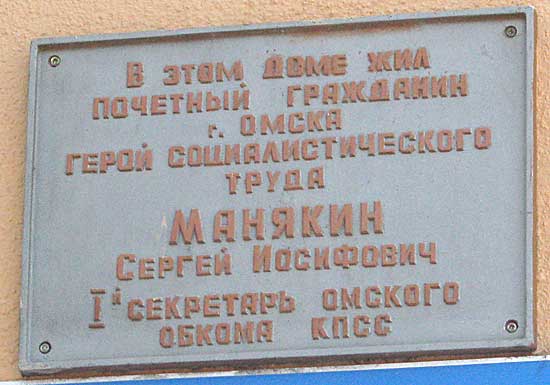 В ЭТОМ ДОМЕ ЖИЛ
ПОЧЕТНЫЙ ГРАЖДАНИН
г. ОМСКА
ГЕРОЙ СОЦИАЛИСТИЧЕСКОГО
ТРУДА
МАНЯКИН
СЕРГЕЙ ИОСИФОВИЧ
Iй СЕКРЕТАРЬ ОМСКОГО
ОБКОМА КПСС